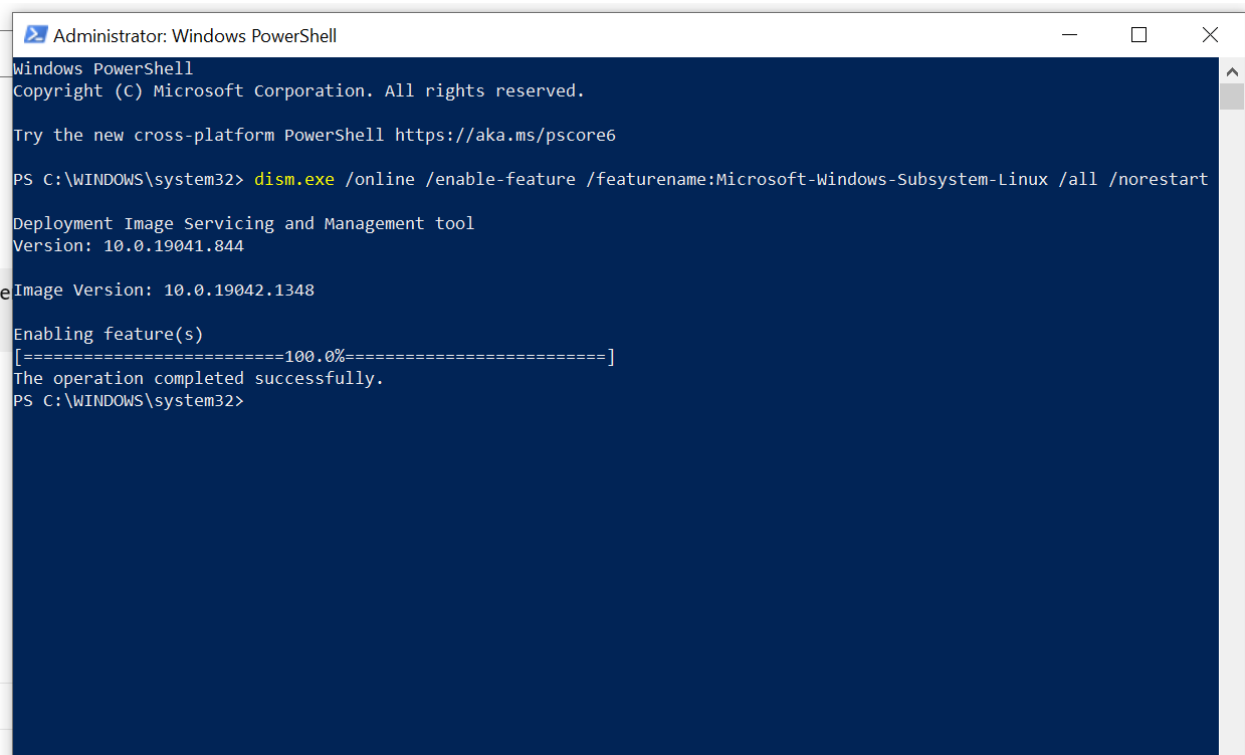 Administrator: Windows PowerShell
Windows PowerShell
Copyright (C) Microsoft Corporation. All rights reserved.
Try the new cross-platform PowerShell https://aka.ms/pscore6
PS C:\WINDOWS\system32> dism.exe /online /enable-feature /featurename:Microsoft-Windows-Subsystem-Linux /all /norestart
Deployment Image Servicing and Management tool
Version: 10.0.19041.844
e
Image Version: 10.0.19042.1348
Enabling feature(s)
[==========================100.0%==========================]
The operation completed successfully.
PS C:\WINDOWS\system32>